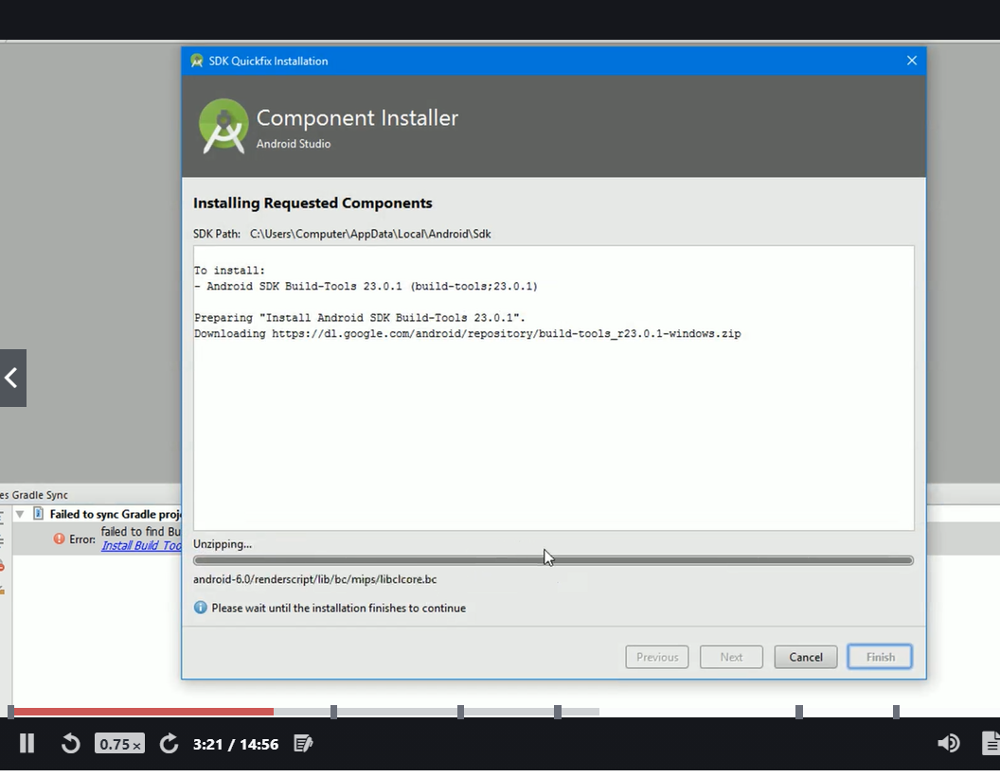 SDK Quickfix Installation
Component Installer
Android Studio
Installing Requested Components
SDK Path: C:\Users\Computer\AppData\Local\Android\Sdk
To install:
- Android SDK Build-Tools 23.0.1 (build-tools;23.0.1)
Preparing "Install Android SDK Build-Tools 23.0.1".
Downloading https://dl.google.com/android/repository/build-tools_r23.0.1-windows.zip
es Gradle Sync
Failed to sync Gradle proj
Error: failed to find Bu
Install Build Too
Unzipping...
android-6.0/renderscript/lib/bc/mips/libclcore.bc
Please wait until the installation finishes to continue
Previous Next Cancel Finish
0.75 x 3:21 / 14:56